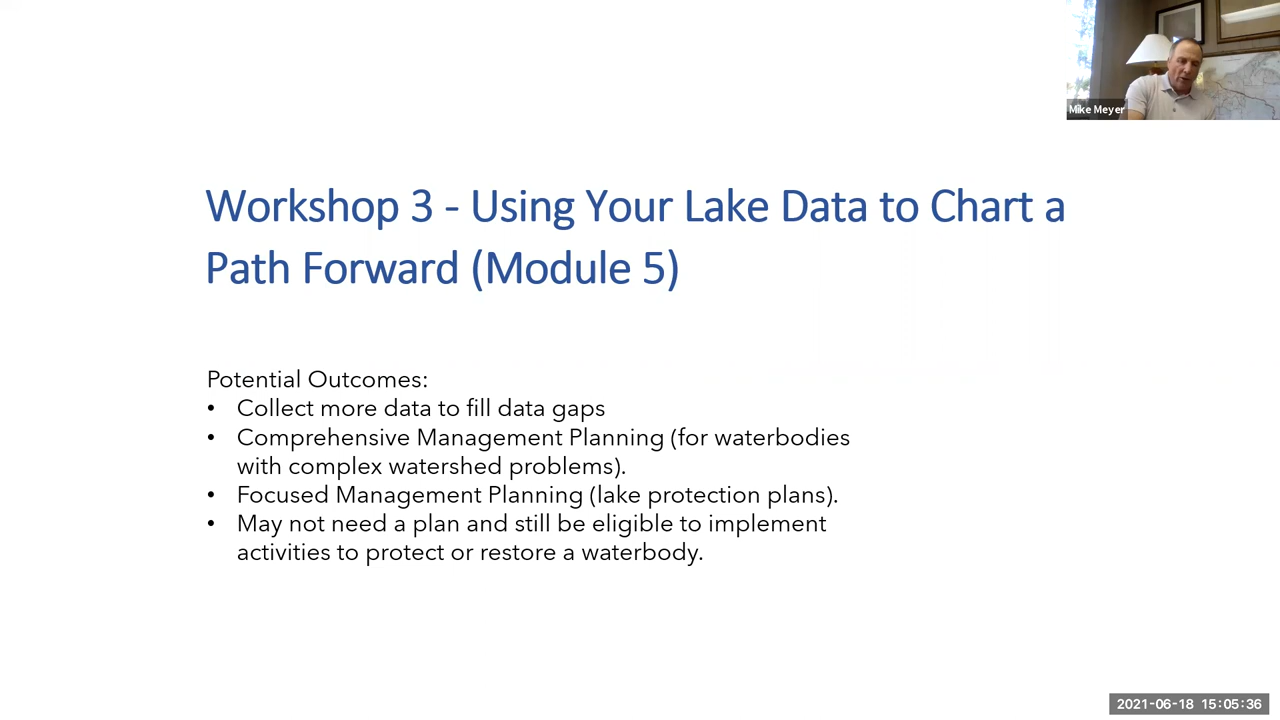 Mike Meyer
Workshop 3 - Using Your Lake Data to Chart a
Path Forward (Module 5)
Potential Outcomes:
• Collect more data to fill data gaps
• Comprehensive Management Planning (for waterbodies
with complex watershed problems).
• Focused Management Planning (lake protection plans).
• May not need a plan and still be eligible to implement
activities to protect or restore a waterbody.
2021-06-18 15:05:36